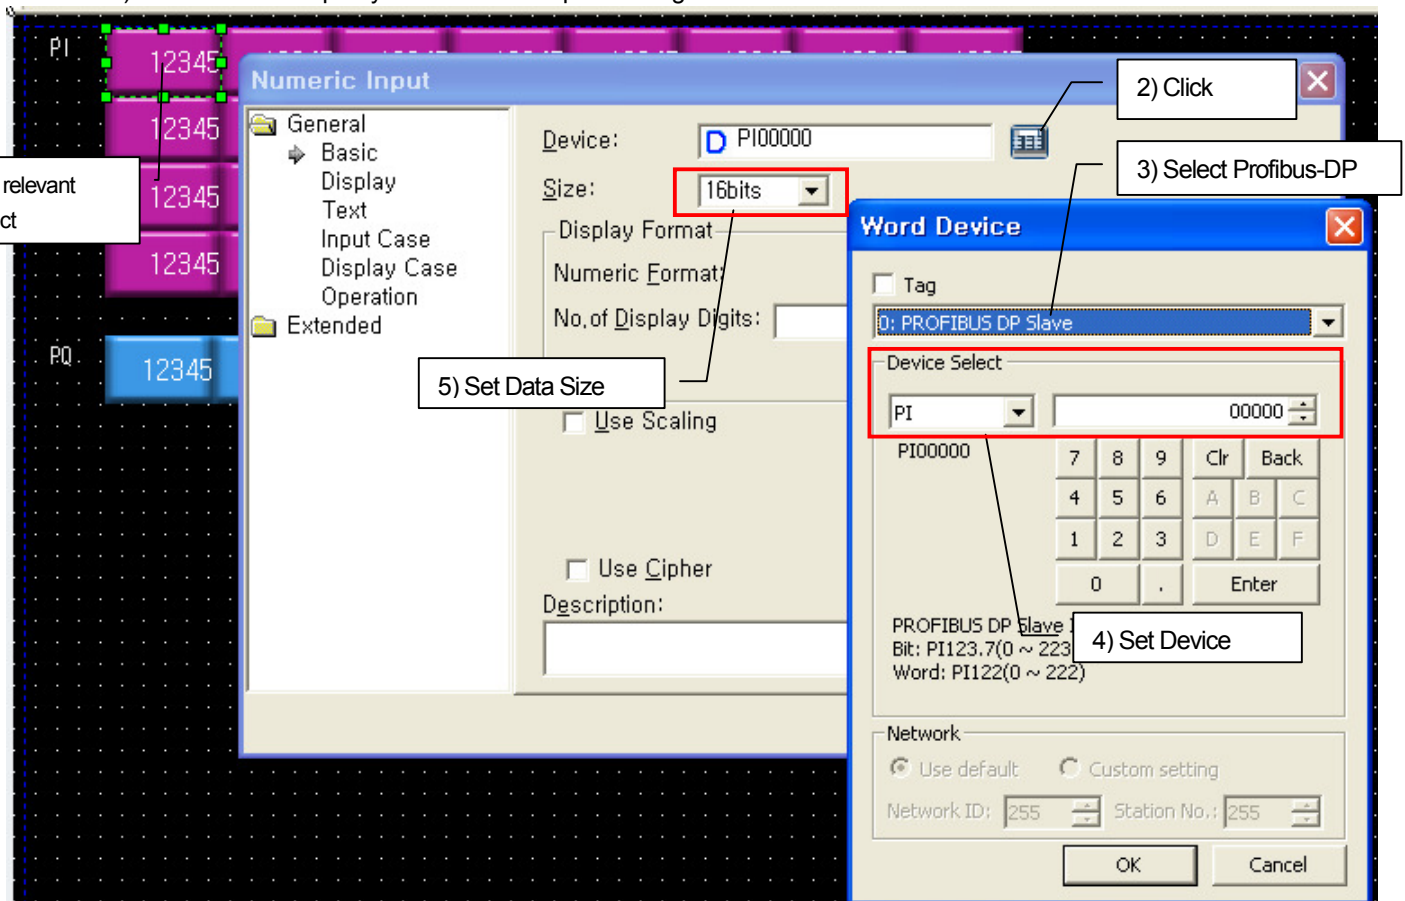 PI
12345
12345
12345
12345
relevant
ct
PQ
12345
Numeric Input
General
Basic
Display
Text
Input Case
Display Case
Operation
Extended
Device: D PI00000
Size: 16bits
Display Format
Numeric Format:
No,of Display Digits:
5) Set Data Size
Use Scaling
Use Cipher
Description:
2) Click
3) Select Profibus-DP
Word Device
Tag
0: PROFIBUS DP Slave
Device Select
PI 00000
PI00000
7 8 9 Clr Back
4 5 6 A B C
1 2 3 D E F
0 . Enter
PROFIBUS DP Slave
Bit: PI123.7(0 ~ 223
Word: PI122(0 ~ 222)
4) Set Device
Network
Use default Custom setting
Network ID: 255 Station No.: 255
OK Cancel